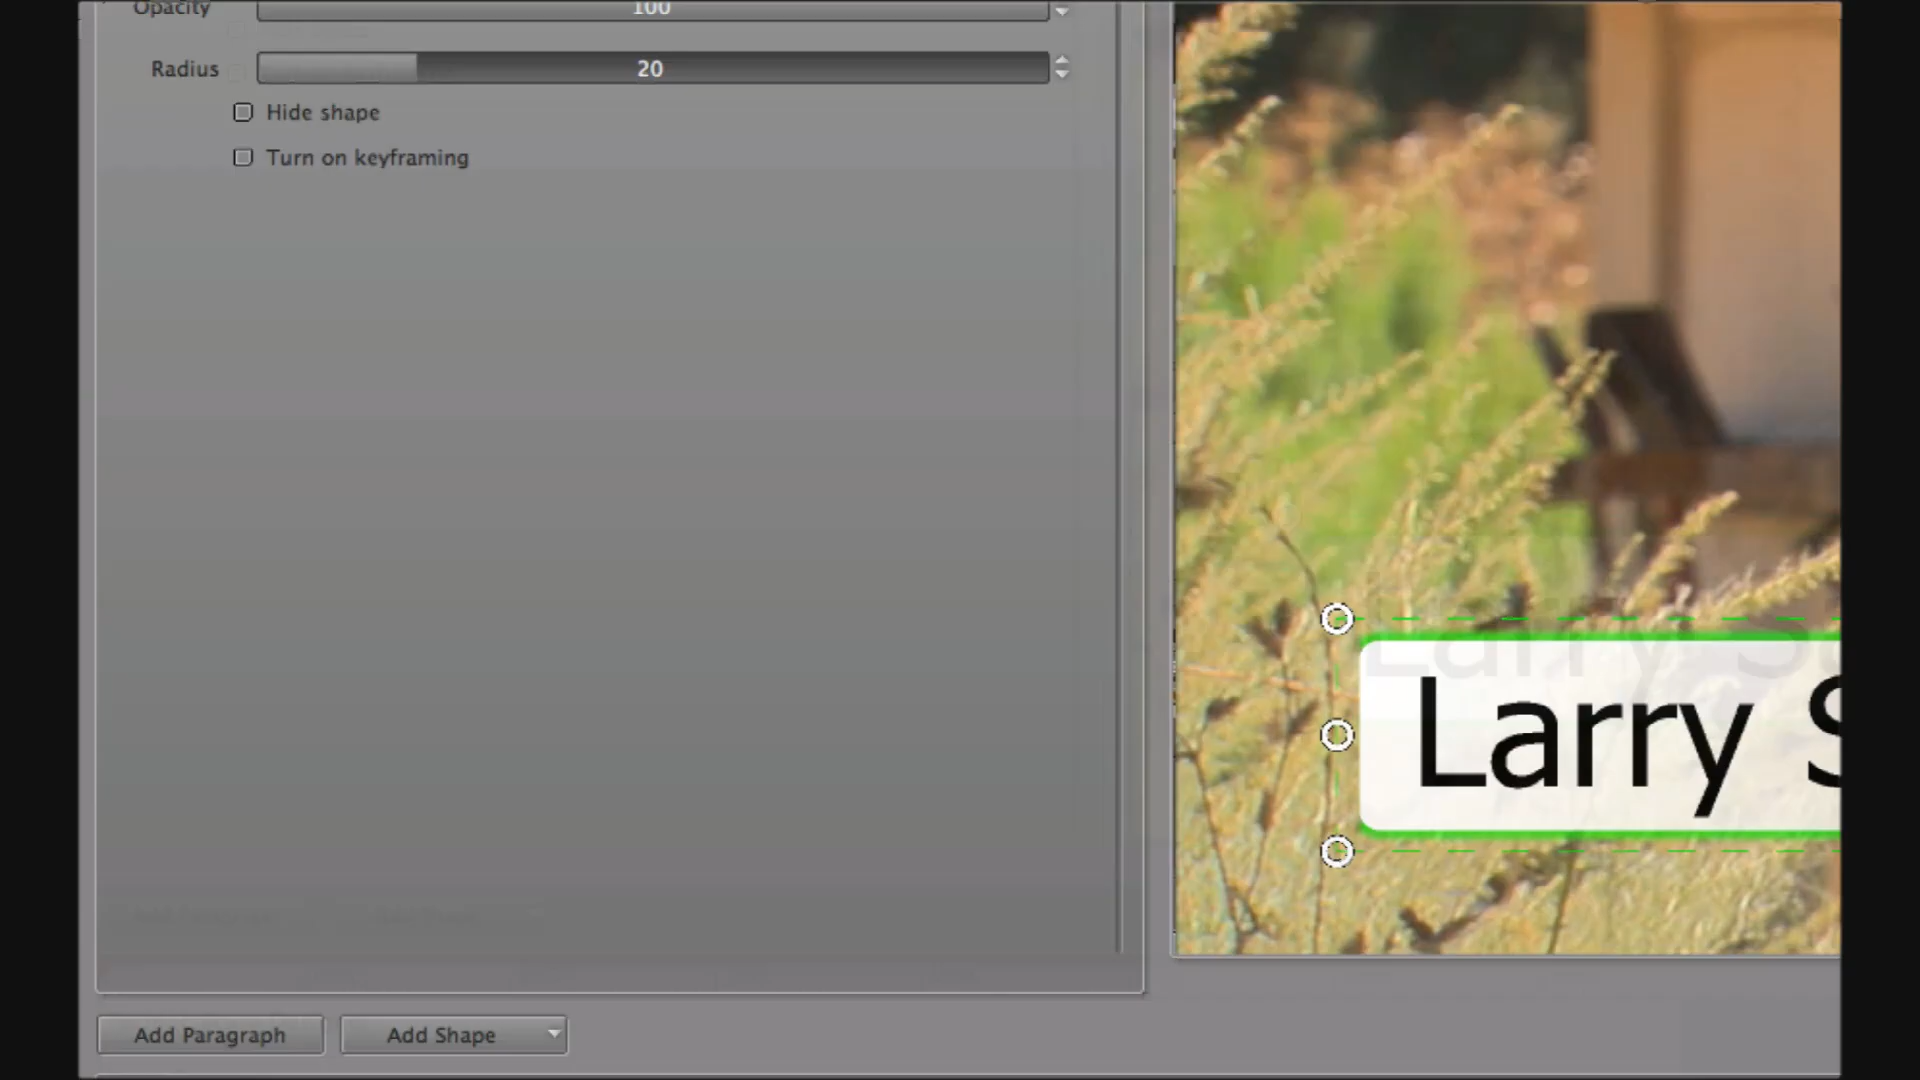 Opacity 100
Radius 20
Hide shape
Turn on keyframing
Larry
Add Paragraph Add Shape